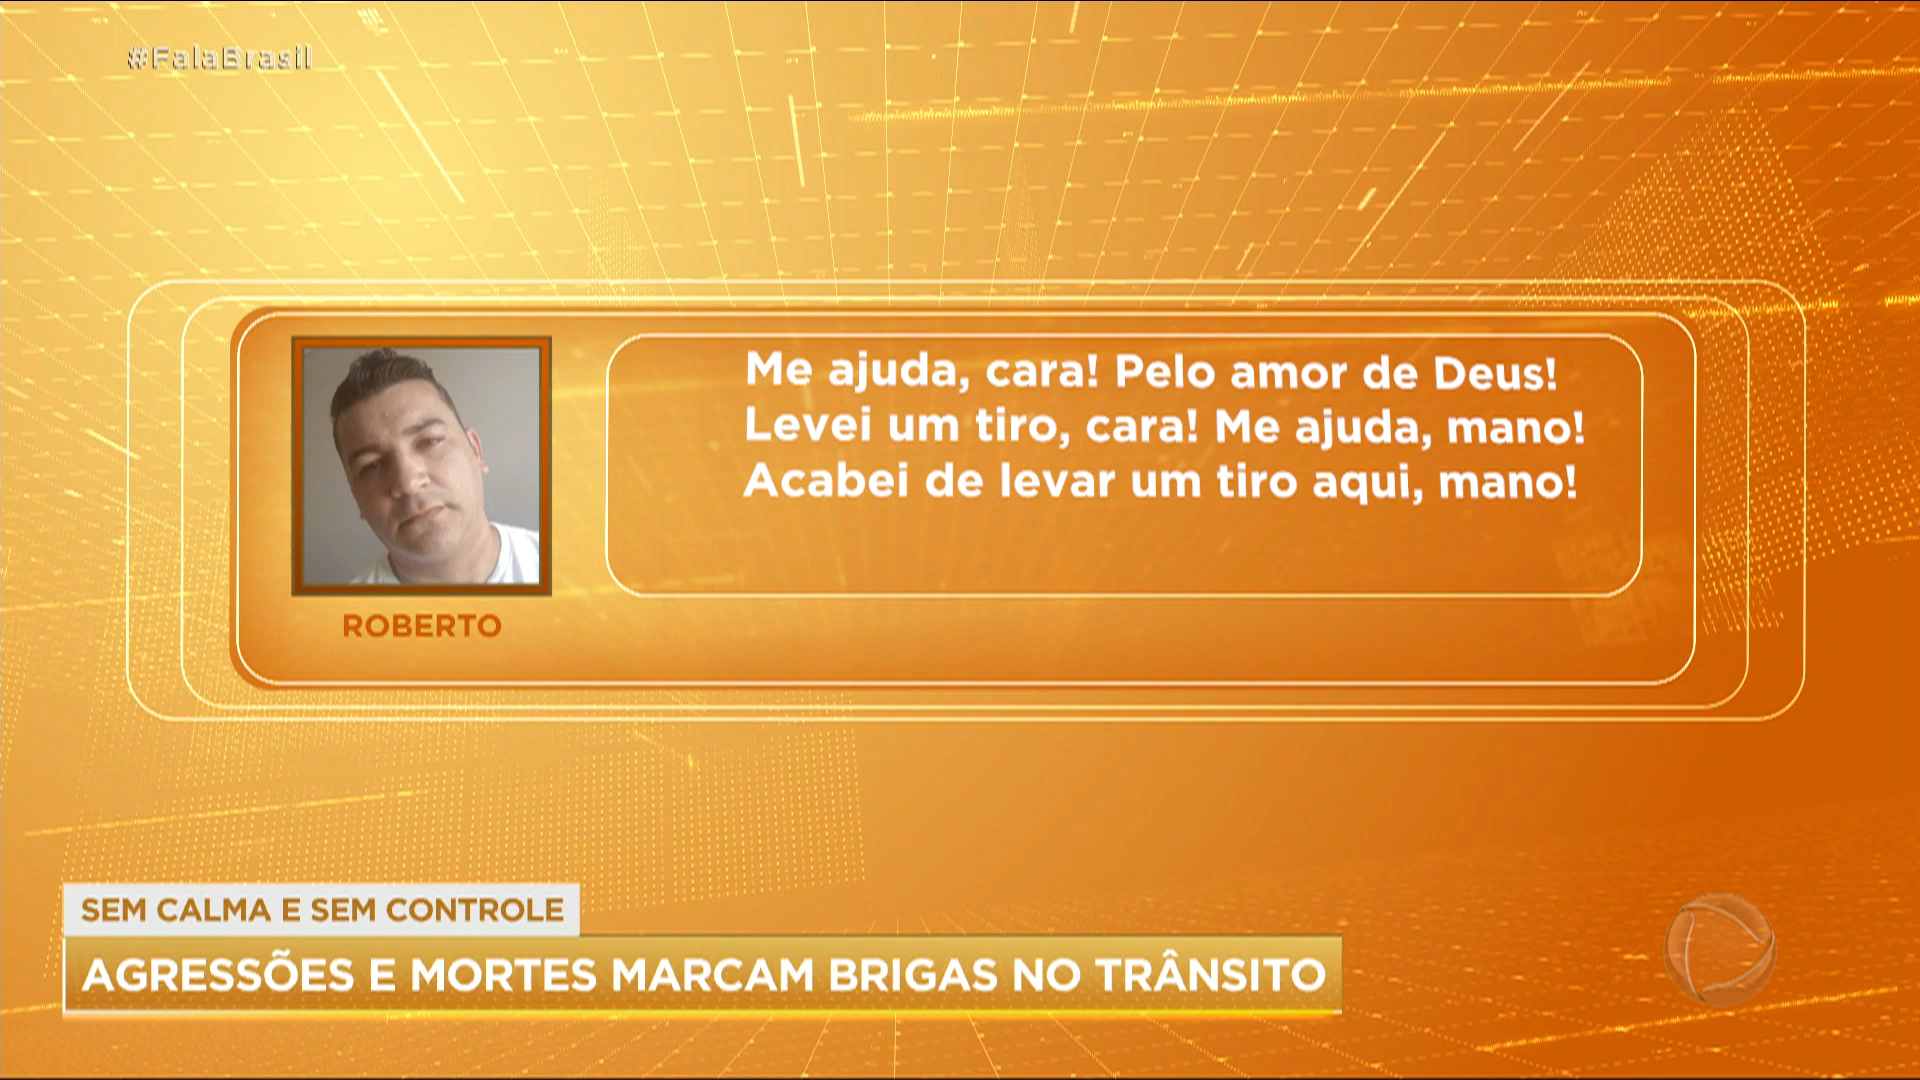 #FalaBrasil
Me ajuda, cara! Pelo amor de Deus!
Levei um tiro, cara! Me ajuda, mano!
Acabei de levar um tiro aqui, mano!
ROBERTO
SEM CALMA E SEM CONTROLE
AGRESSÕES E MORTES MARCAM BRIGAS NO TRÂNSITO